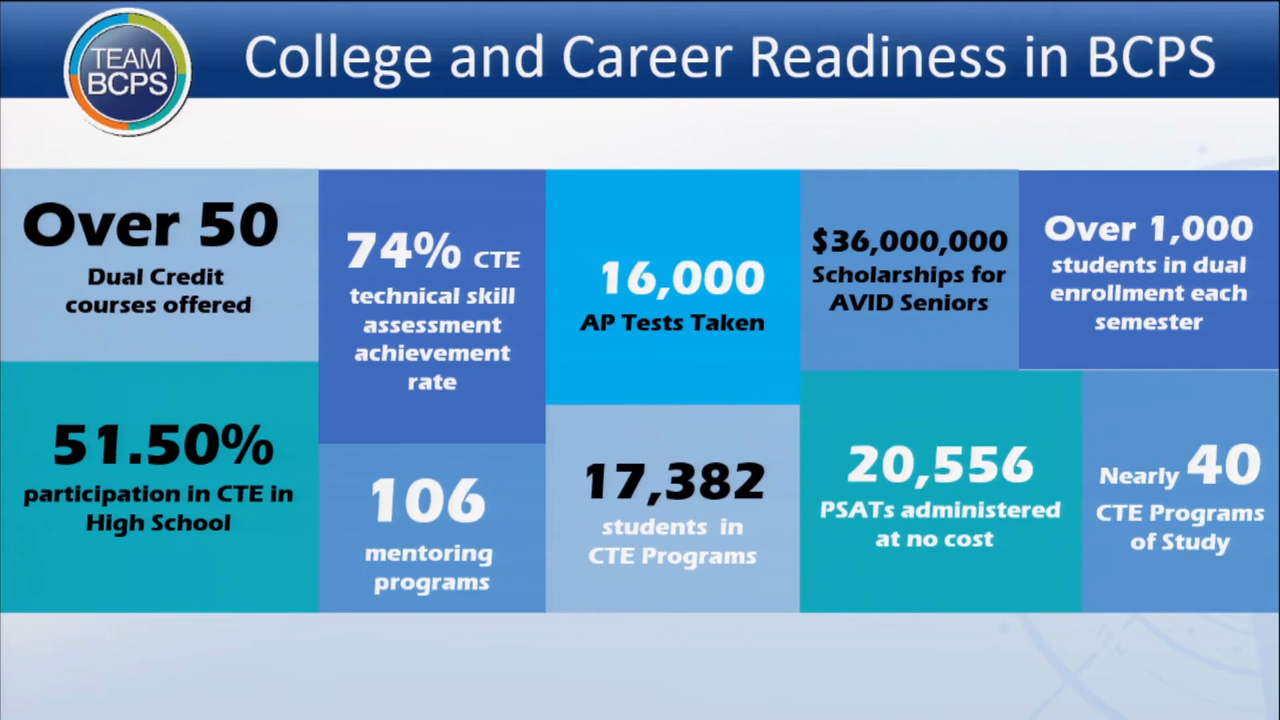 TEAM
BCPS
College and Career Readiness in BCPS
Over 50
Dual Credit
courses offered
74% CTE
technical skill
assessment
achievement
rate
16,000
AP Tests Taken
$36,000,000
Scholarships for
AVID Seniors
Over 1,000
students in dual
enrollment each
semester
51.50%
participation in CTE in
High School
106
mentoring
programs
17,382
students in
CTE Programs
20,556
PSATs administered
at no cost
Nearly 40
CTE Programs
of Study